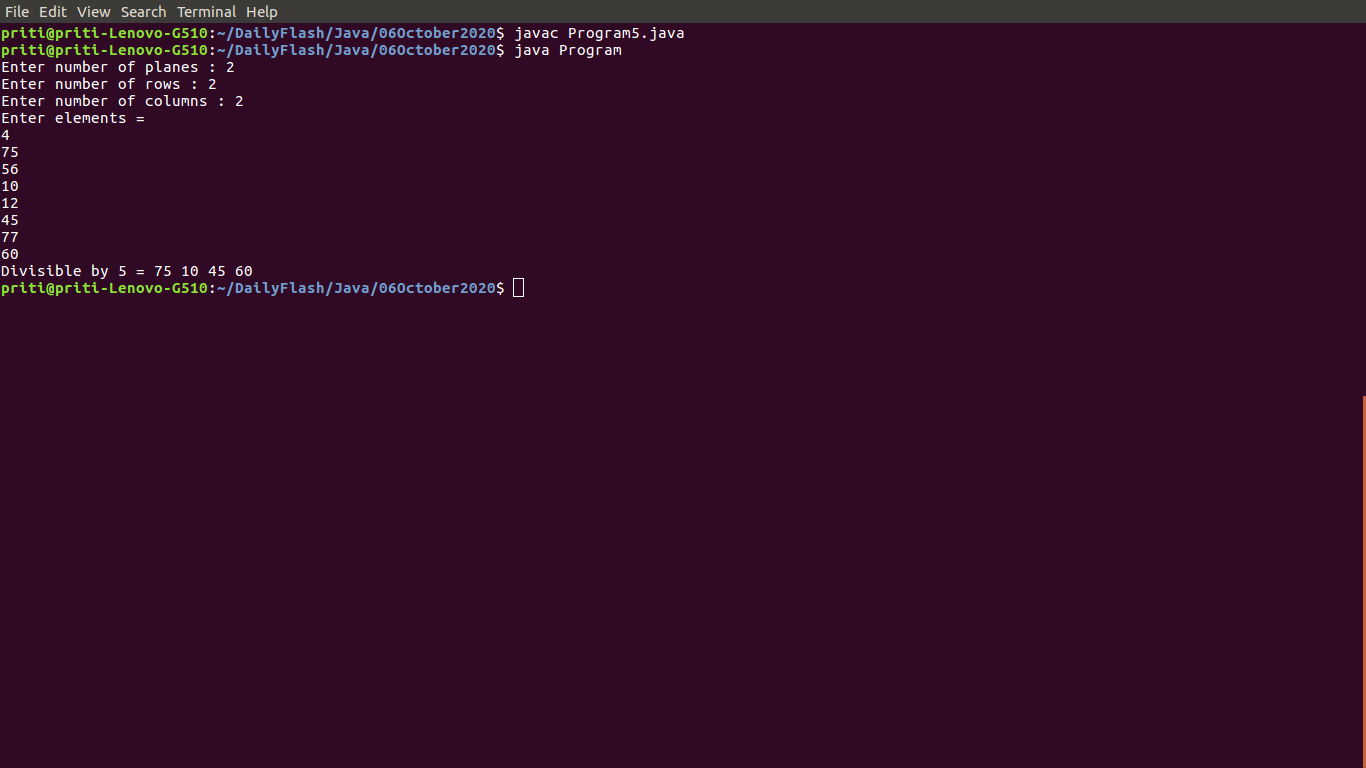 File Edit View Search Terminal Help
priti@priti-Lenovo-G510:~/DailyFlash/Java/06October2020$ javac Program5.java
priti@priti-Lenovo-G510:~/DailyFlash/Java/06October2020$ java Program
Enter number of planes : 2
Enter number of rows : 2
Enter number of columns : 2
Enter elements =
4
75
56
10
12
45
77
60
Divisible by 5 = 75 10 45 60
priti@priti-Lenovo-G510:~/DailyFlash/Java/06October2020$